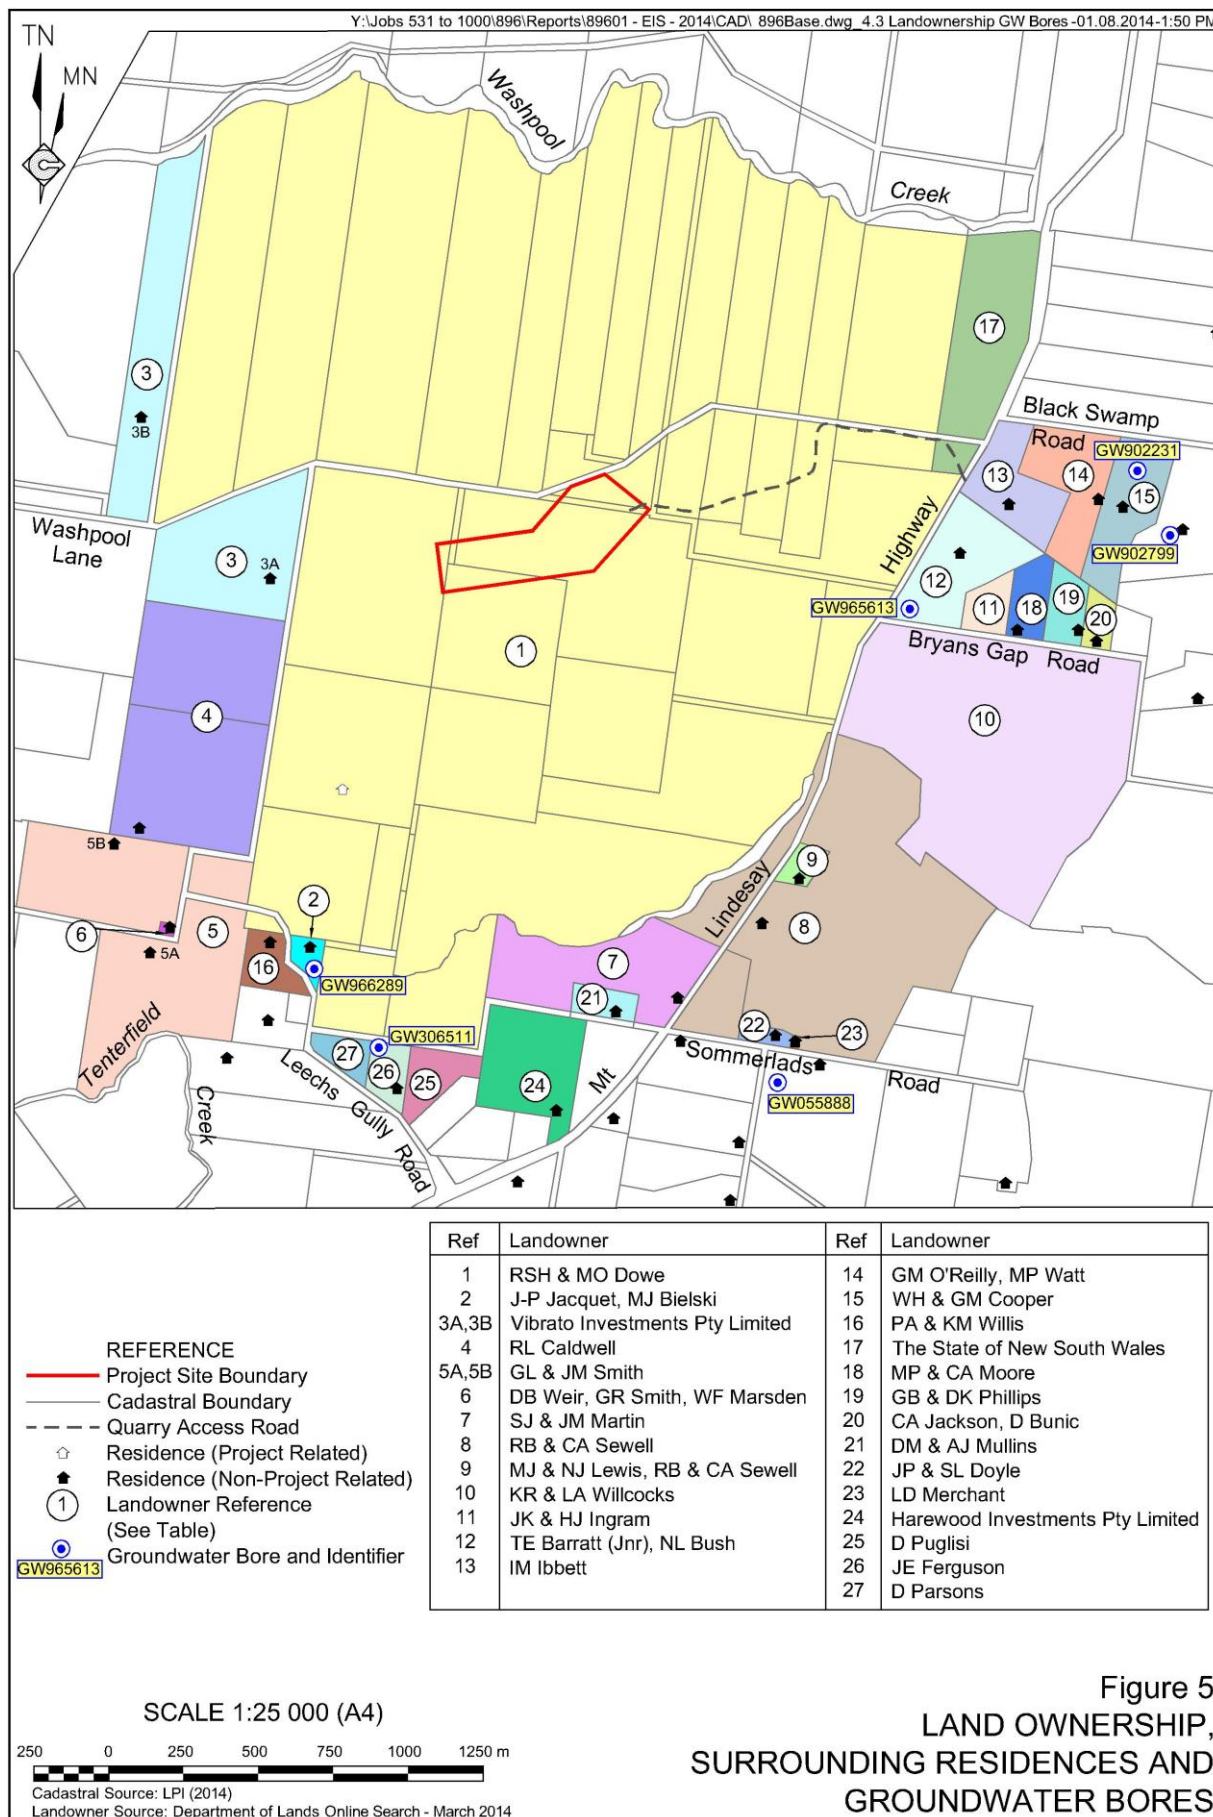 Y:\Jobs 531 to 1000\896\Reports\89601 - EIS - 2014\CAD\ 896Base.dwg_4.3 Landownership GW Bores -01.08.2014-1:50 PM
TN
MN
Washpool
Creek
17
3
3B
Black Swamp
Road
GW902231
13
14
15
Washpool
Lane
3
3A
Highway
GW902799
12
GW965613
11
18
19
20
1
Bryans Gap Road
4
10
5B
9
Lindesay
2
6
5
5A
8
16
7
GW966289
21
GW306511
22
23
Tenterfield
27
Sommerlads
Road
26
25
24
Mt
Leechs Gully Road
GW055888
Creek
Ref Landowner Ref Landowner
1 RSH & MO Dowe 14 GM O'Reilly, MP Watt
2 J-P Jacquet, MJ Bielski 15 WH & GM Cooper
3A,3B Vibrato Investments Pty Limited 16 PA & KM Willis
4 RL Caldwell 17 The State of New South Wales
5A,5B GL & JM Smith 18 MP & CA Moore
6 DB Weir, GR Smith, WF Marsden 19 GB & DK Phillips
7 SJ & JM Martin 20 CA Jackson, D Bunic
8 RB & CA Sewell 21 DM & AJ Mullins
9 MJ & NJ Lewis, RB & CA Sewell 22 JP & SL Doyle
10 KR & LA Willcocks 23 LD Merchant
11 JK & HJ Ingram 24 Harewood Investments Pty Limited
12 TE Barratt (Jnr), NL Bush 25 D Puglisi
13 IM Ibbett 26 JE Ferguson
27 D Parsons
REFERENCE
Project Site Boundary
Cadastral Boundary
Quarry Access Road
Residence (Project Related)
Residence (Non-Project Related)
1 Landowner Reference
(See Table)
Groundwater Bore and Identifier
GW965613
SCALE 1:25 000 (A4)
250 0 250 500 750 1000 1250 m
Cadastral Source: LPI (2014)
Landowner Source: Department of Lands Online Search - March 2014
Figure 5
LAND OWNERSHIP,
SURROUNDING RESIDENCES AND
GROUNDWATER BORES